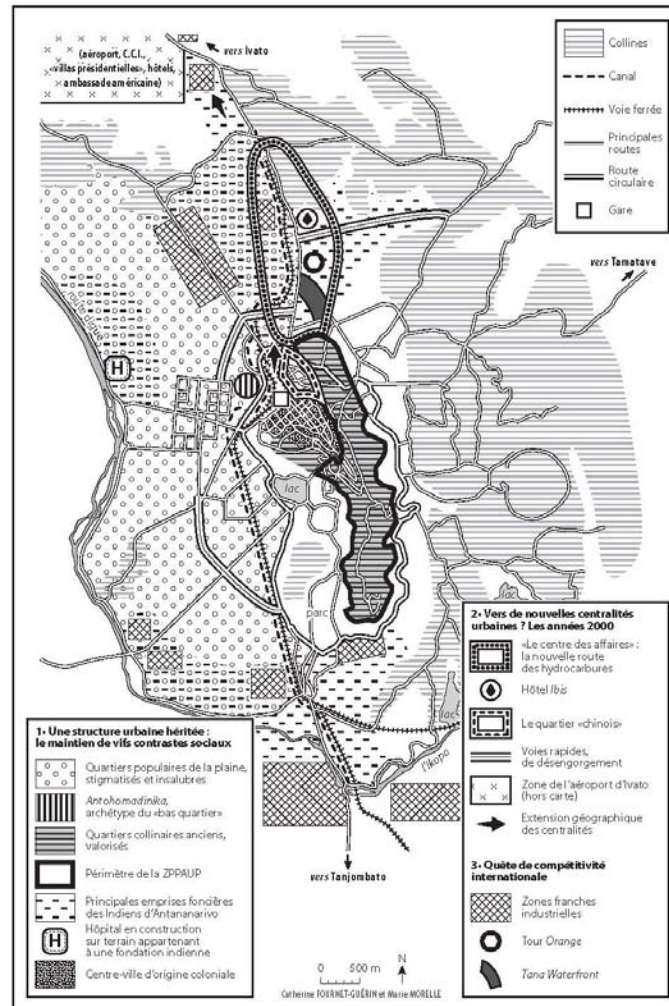 vers Ivato
(aéroport, C.C.I.,
«villas présidentielles», hôtels,
ambassade américaine)
Collines
Canal
Voie ferrée
Principales
routes
Route
circulaire
Gare
vers Tamatave
route digue
H
lac
parc
lac
lac
l'Ikopa
vers Tanjombato
1• Une structure urbaine héritée :
le maintien de vifs contrastes sociaux
Quartiers populaires de la plaine,
stigmatisés et insalubres
Antohomadinika,
archétype du «bas quartier»
Quartiers collinaires anciens,
valorisés
Périmètre de la ZPPAUP
Principales emprises foncières
des Indiens d'Antananarivo
H
Hôpital en construction
sur terrain appartenant
à une fondation indienne
Centre-ville d'origine coloniale
2• Vers de nouvelles centralités
urbaines ? Les années 2000
«Le centre des affaires» :
la nouvelle route
des hydrocarbures
Hôtel Ibis
Le quartier «chinois»
Voies rapides,
de désengorgement
Zone de l'aéroport d'Ivato
(hors carte)
Extension géographique
des centralités
3• Quête de compétitivité
internationale
Zones franches
industrielles
Tour Orange
Tana Waterfront
0 500 m
N
Catherine FOURNET-GUÉRIN et Marie MORELLE